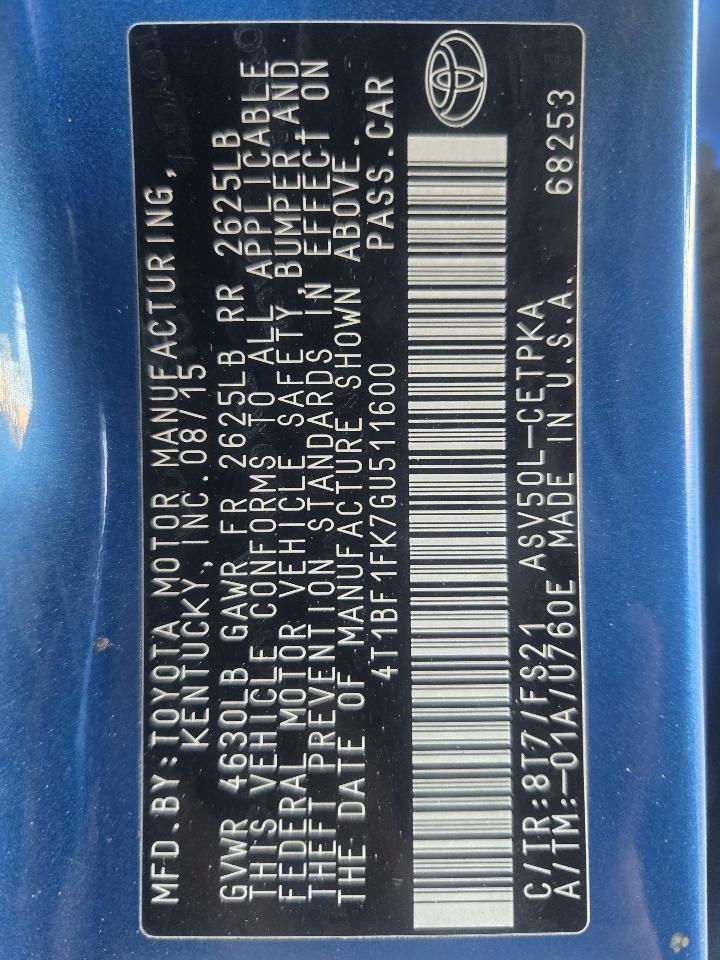 MFD.BY:TOYOTA MOTOR MANUFACTURING,
KENTUCKY, INC.08/15
GVWR 4630LB GAWR FR 2625LB RR 2625LB
THIS VEHICLE CONFORMS TO ALL APPLICABLE
FEDERAL MOTOR VEHICLE SAFETY,BUMPER,AND
THEFT PREVENTION STANDARDS IN EFFECT ON
THE DATE OF MANUFACTURE SHOWN ABOVE.
4T1BF1FK7GU511600 PASS.CAR
C/TR:8T7/FS21 ASV50L-CETPKA
A/TM:-01A/U760E MADE IN U.S.A. 68253